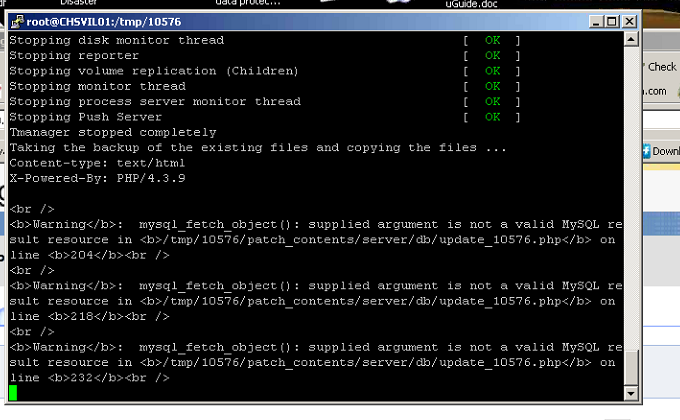 Disaster
data protec...
uGuide.doc
root@CHSVIL01:/tmp/10576
Stopping disk monitor thread [ OK ]
Stopping reporter [ OK ]
Stopping volume replication (Children) [ OK ]
Stopping monitor thread [ OK ]
Stopping process server monitor thread [ OK ]
Stopping Push Server [ OK ]
Tmanager stopped completely
Taking the backup of the existing files and copying the files ...
Content-type: text/html
X-Powered-By: PHP/4.3.9
<br />
<b>Warning</b>:  mysql_fetch_object(): supplied argument is not a valid MySQL re
sult resource in <b>/tmp/10576/patch_contents/server/db/update_10576.php</b> on
line <b>204</b><br />
<br />
<b>Warning</b>:  mysql_fetch_object(): supplied argument is not a valid MySQL re
sult resource in <b>/tmp/10576/patch_contents/server/db/update_10576.php</b> on
line <b>218</b><br />
<br />
<b>Warning</b>:  mysql_fetch_object(): supplied argument is not a valid MySQL re
sult resource in <b>/tmp/10576/patch_contents/server/db/update_10576.php</b> on
line <b>232</b><br />
Check
.com
Downl